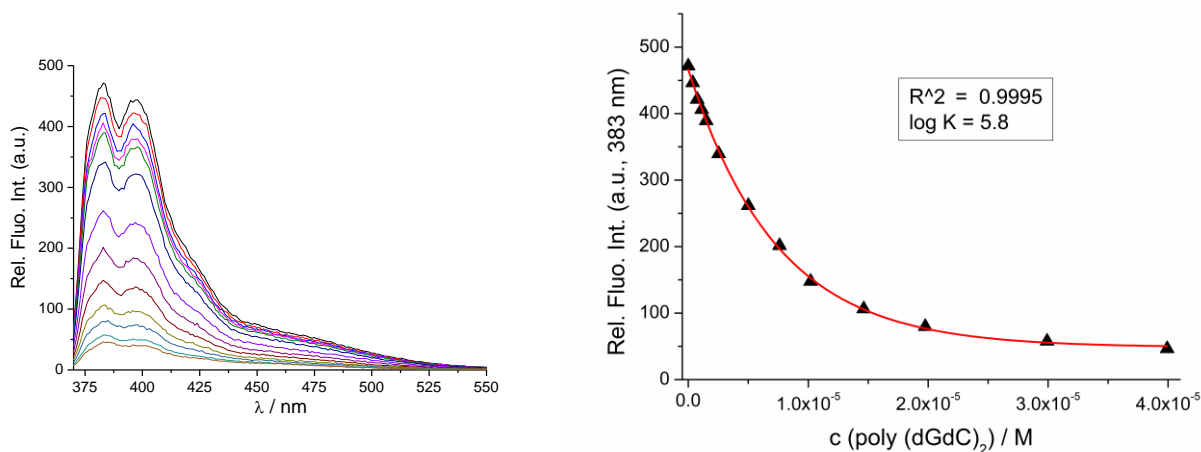 Rel. Fluo. Int. (a.u.)
500
400
300
200
100
0
375 400 425 450 475 500 525 550
λ / nm
Rel. Fluo. Int. (a.u., 383 nm)
500
400
300
200
100
0
R^2 = 0.9995
log K = 5.8
0.0 1.0x10⁻⁵ 2.0x10⁻⁵ 3.0x10⁻⁵ 4.0x10⁻⁵
c (poly (dGdC)₂) / M